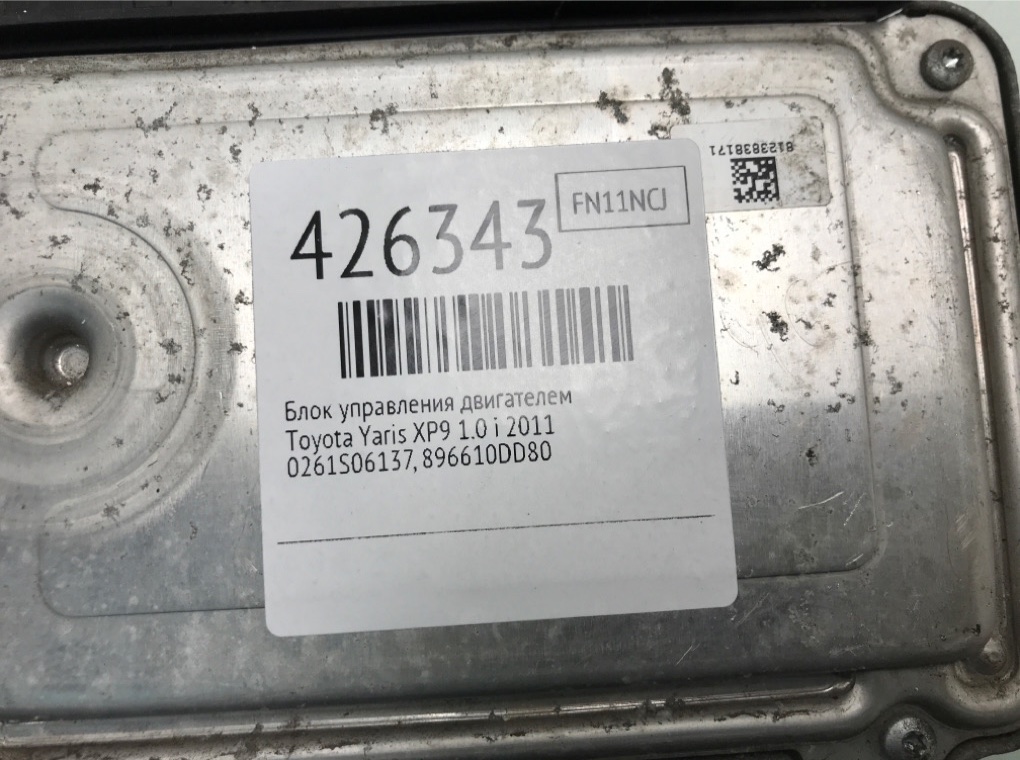 426343
FN11NCJ
Блок управления двигателем
Toyota Yaris XP9 1.0 i 2011
0261S06137, 896610DD80
8123838171